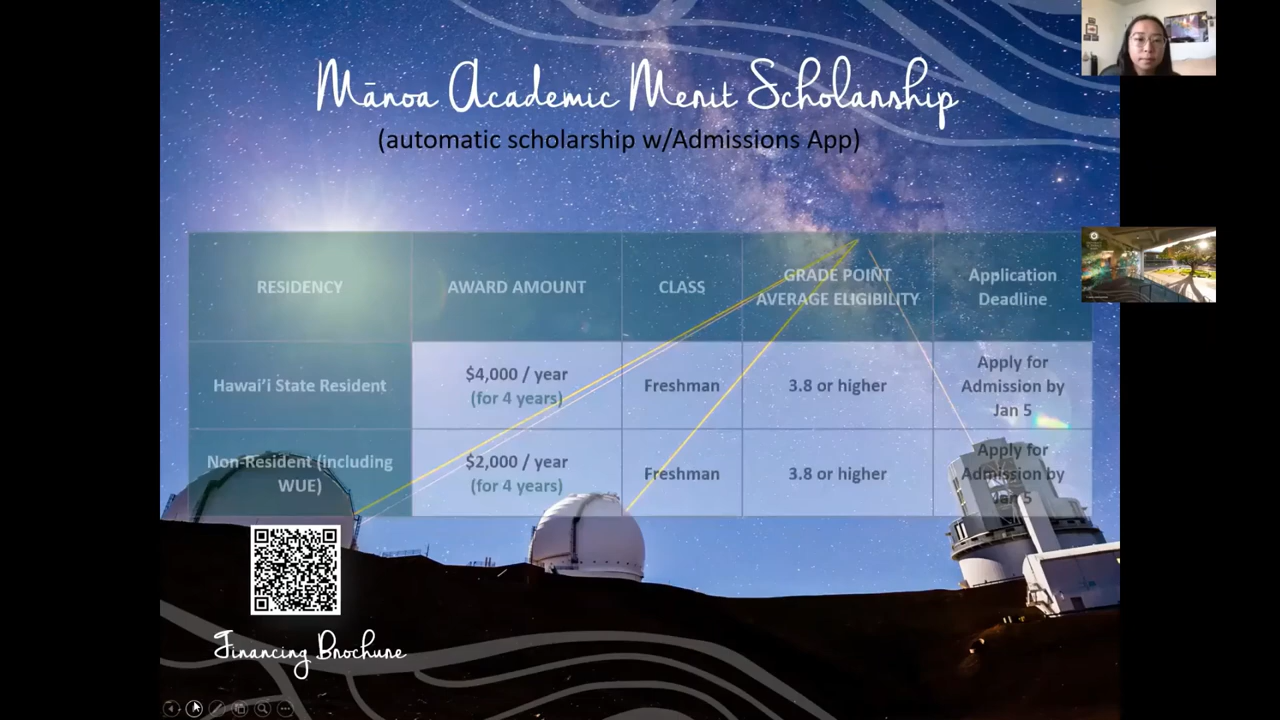 Mānoa Academic Merit Scholarship
(automatic scholarship w/Admissions App)
RESIDENCY
AWARD AMOUNT
CLASS
GRADE POINT
AVERAGE ELIGIBILITY
Application
Deadline
Hawai'i State Resident
$4,000 / year
(for 4 years)
Freshman
3.8 or higher
Apply for
Admission by
Jan 5
Non-Resident (including
WUE)
$2,000 / year
(for 4 years)
Freshman
3.8 or higher
Apply for
Admission by
Jan 5
Financing Brochure